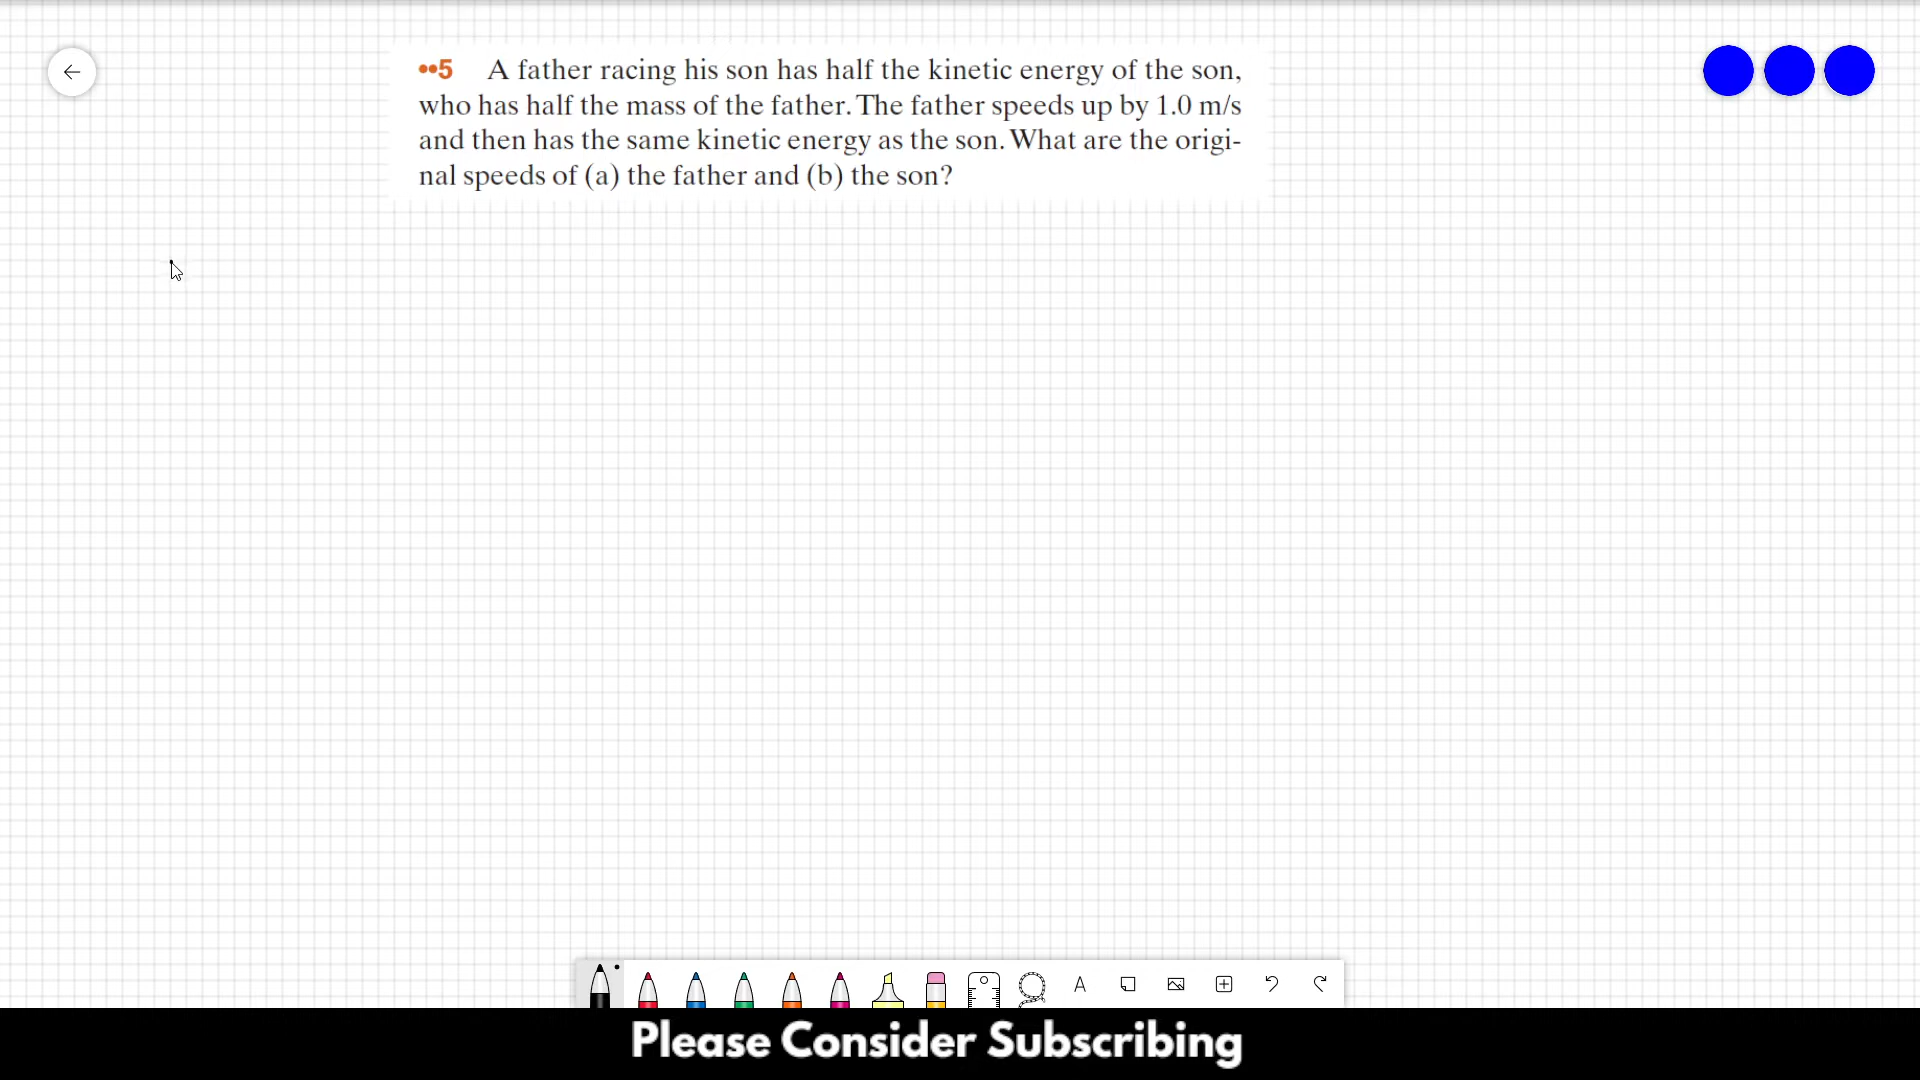 ••5 A father racing his son has half the kinetic energy of the son,
who has half the mass of the father. The father speeds up by 1.0 m/s
and then has the same kinetic energy as the son. What are the origi-
nal speeds of (a) the father and (b) the son?
A
Please Consider Subscribing